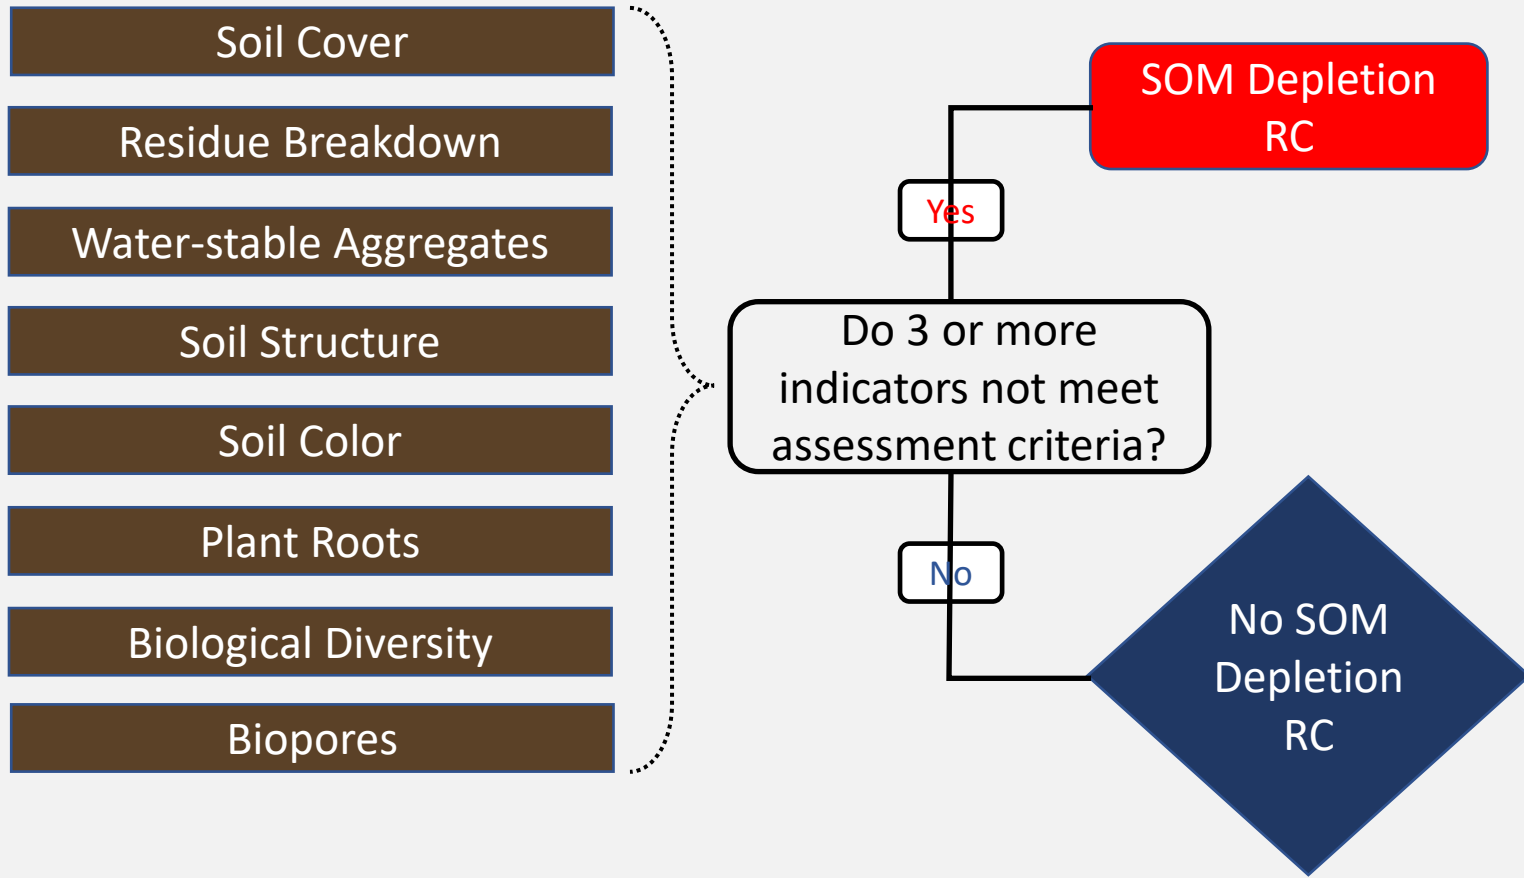 Soil Cover
Residue Breakdown
Water-stable Aggregates
Soil Structure
Soil Color
Plant Roots
Biological Diversity
Biopores
SOM Depletion
RC
Yes
Do 3 or more
indicators not meet
assessment criteria?
No
No SOM
Depletion
RC